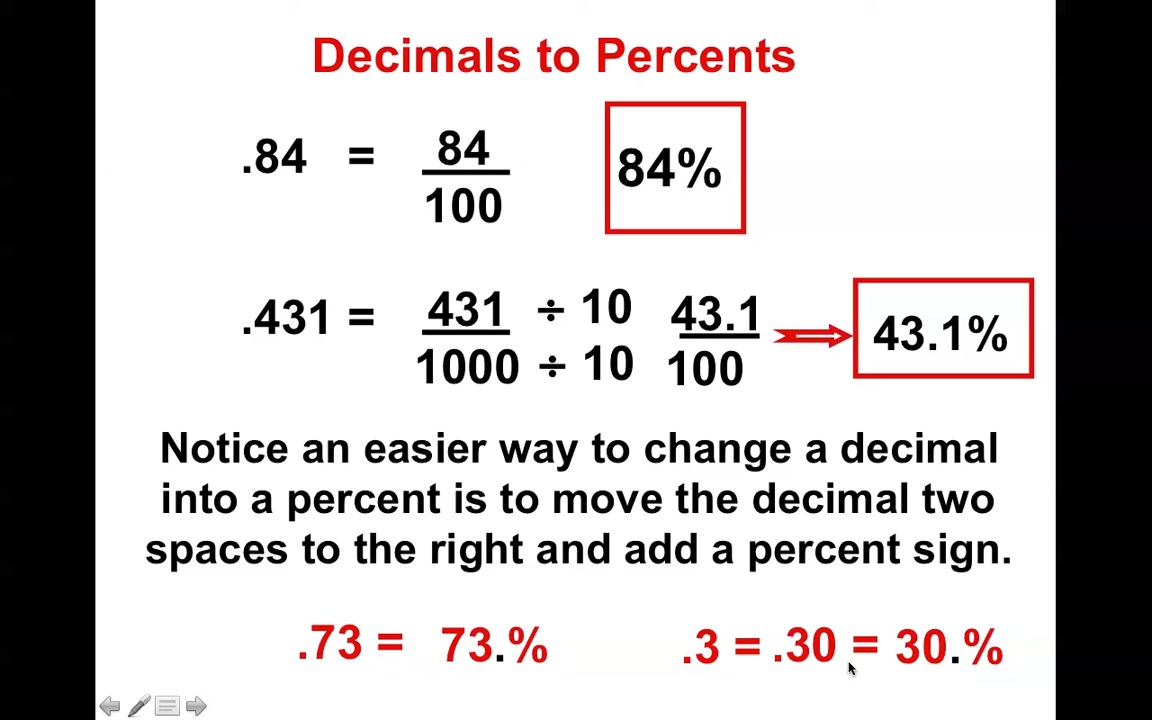 Decimals to Percents
.84 = 84/100 84%
.431 = 431/1000 ÷ 10/÷ 10 43.1/100 43.1%
Notice an easier way to change a decimal
into a percent is to move the decimal two
spaces to the right and add a percent sign.
.73 = 73.% .3 = .30 = 30.%